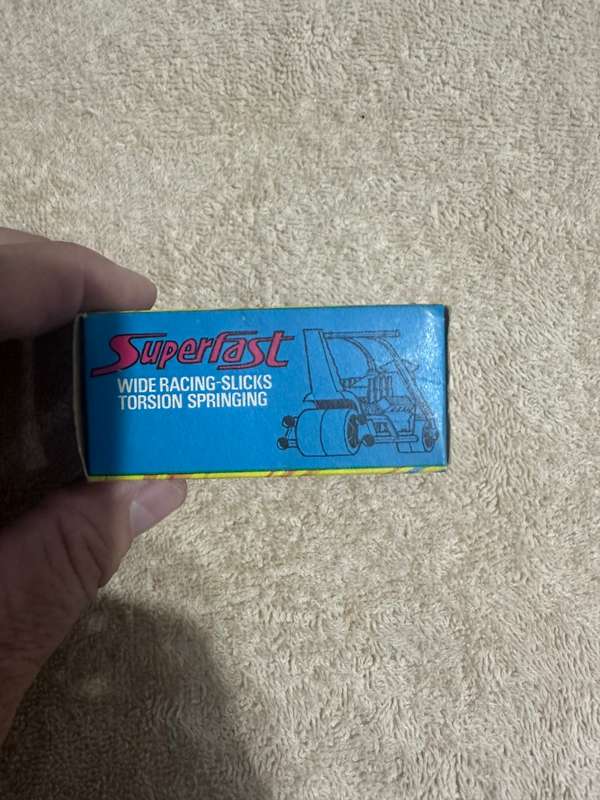 Superfast
WIDE RACING-SLICKS
TORSION SPRINGING